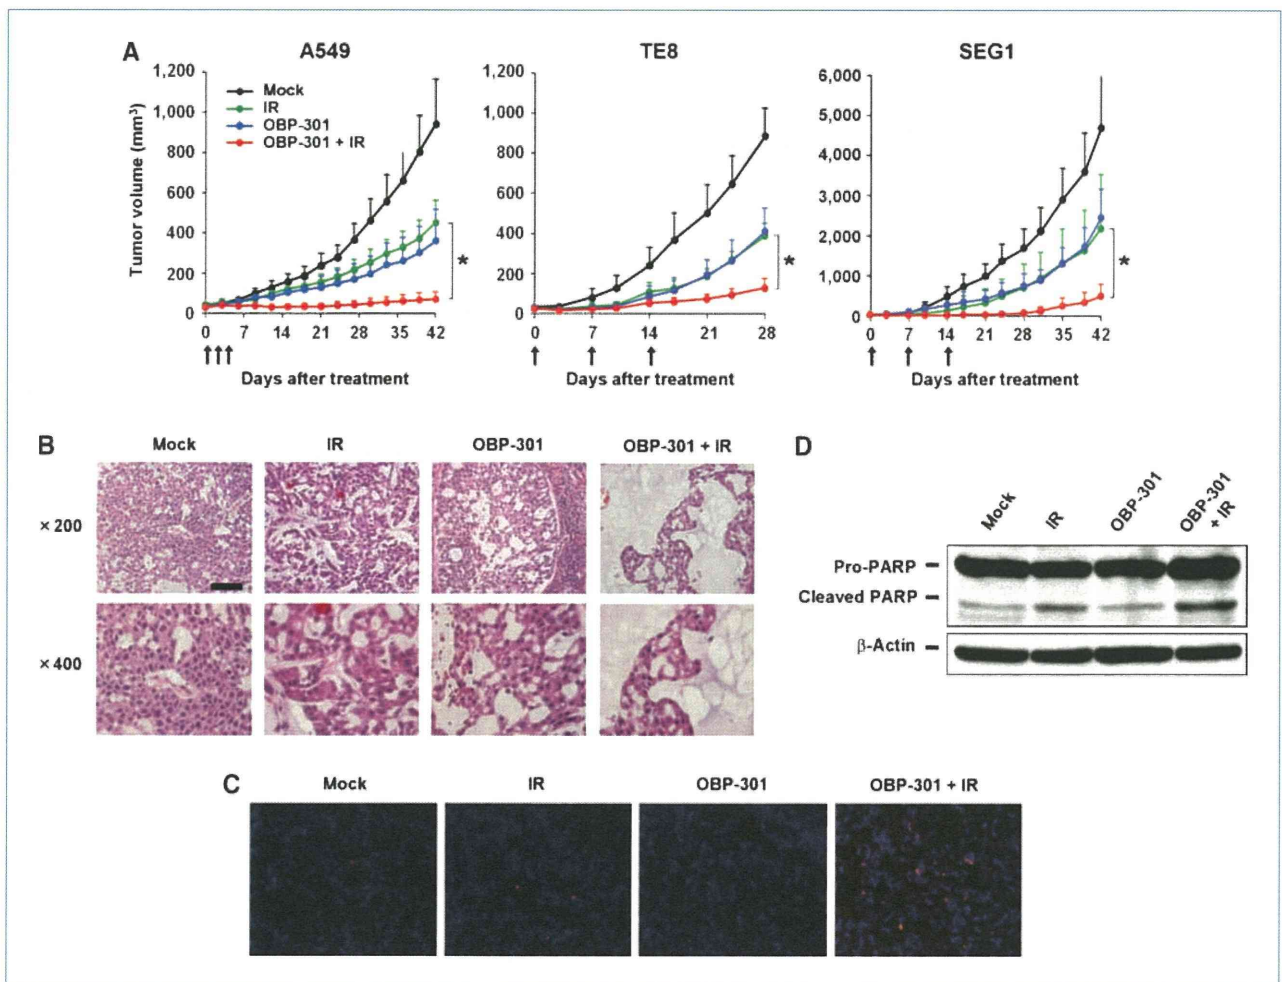 A
A549
TE8
SEG1
Tumor volume (mm³)
1,200
1,000
800
600
400
200
0
Mock
IR
OBP-301
OBP-301 + IR
*
0 7 14 21 28 35 42
Days after treatment
1,200
1,000
800
600
400
200
0
*
0 7 14 21 28
Days after treatment
6,000
5,000
4,000
3,000
2,000
1,000
0
*
0 7 14 21 28 35 42
Days after treatment
B
Mock IR OBP-301 OBP-301 + IR
× 200
× 400
D
Mock
IR
OBP-301
OBP-301
+ IR
Pro-PARP
Cleaved PARP
β-Actin
C
Mock IR OBP-301 OBP-301 + IR